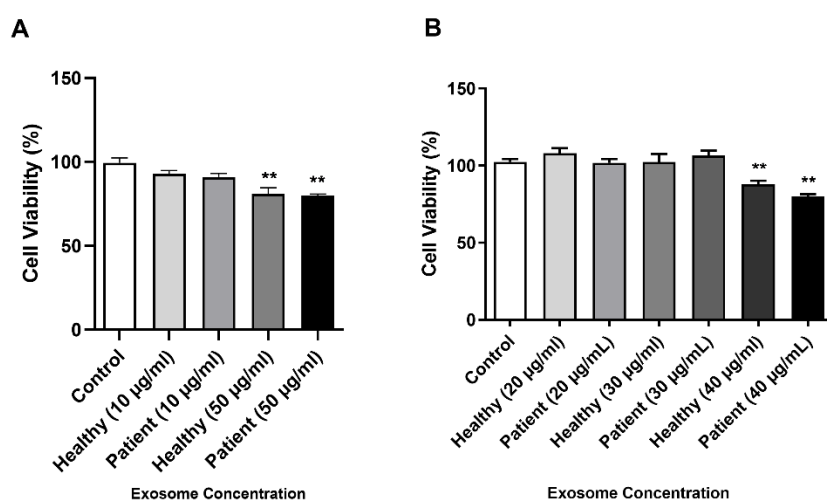 A
Cell Viability (%)
150
100
50
0
**
**
Control
Healthy (10 µg/ml)
Patient (10 µg/ml)
Healthy (50 µg/ml)
Patient (50 µg/ml)
Exosome Concentration
B
Cell Viability (%)
150
100
50
0
**
**
Control
Healthy (20 µg/ml)
Patient (20 µg/mL)
Healthy (30 µg/ml)
Patient (30 µg/mL)
Healthy (40 µg/ml)
Patient (40 µg/mL)
Exosome Concentration